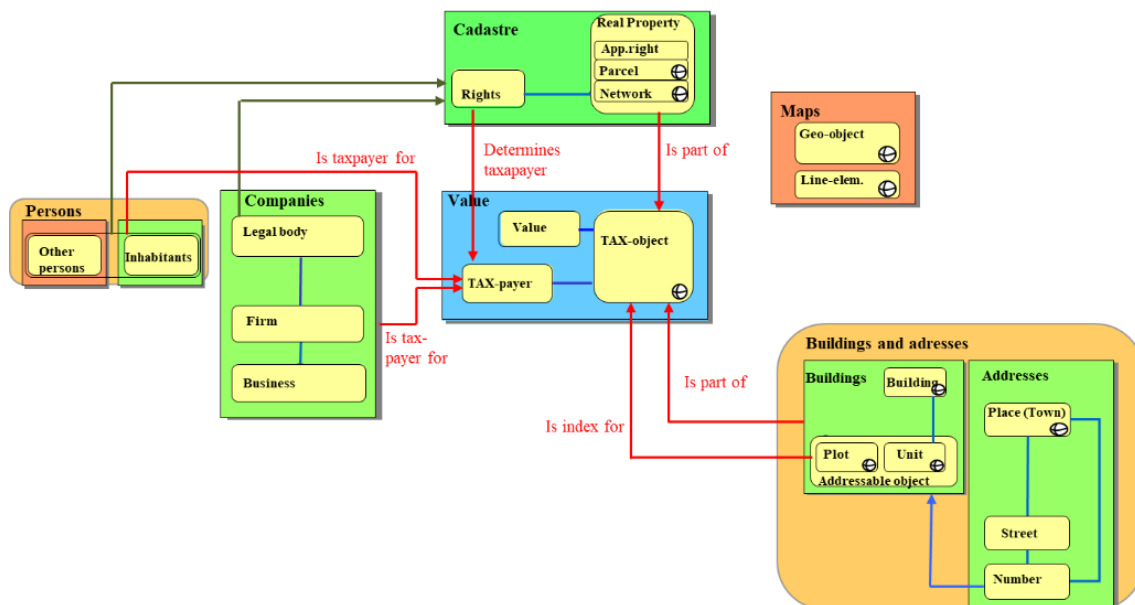 Cadastre
Real Property
App.right
Parcel
Network
Rights
Maps
Geo-object
Line-elem.
Is taxpayer for
Determines
taxapayer
Is part of
Persons
Other
persons
Inhabitants
Companies
Legal body
Firm
Business
Value
Value
TAX-object
TAX-payer
Is tax-
payer for
Is part of
Is index for
Buildings and adresses
Buildings
Building
Plot
Unit
Addressable object
Addresses
Place (Town)
Street
Number